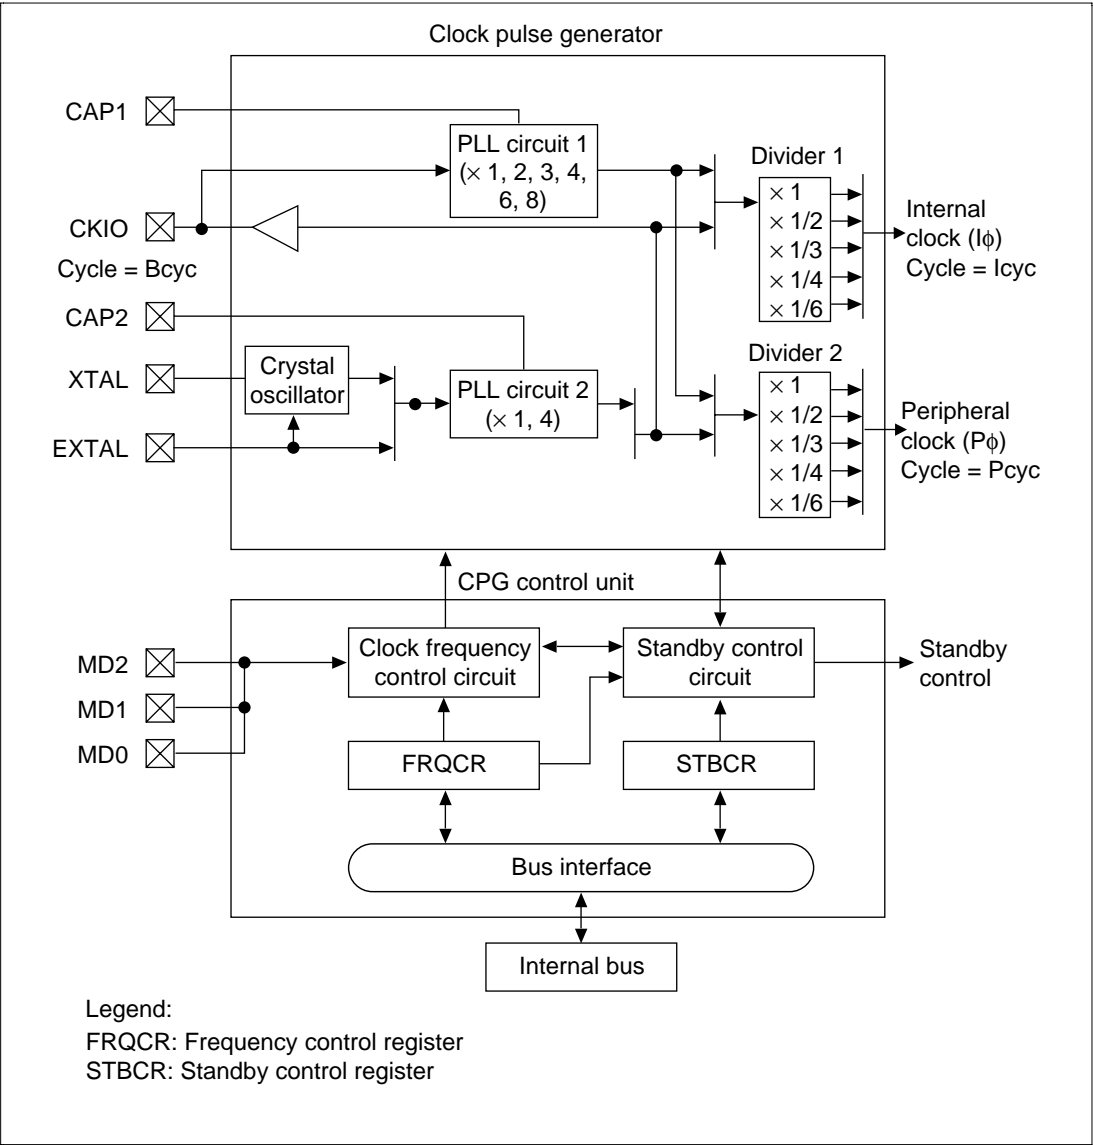 Clock pulse generator
CAP1
PLL circuit 1
(× 1, 2, 3, 4,
6, 8)
Divider 1
× 1
× 1/2
× 1/3
× 1/4
× 1/6
Internal
clock (Iϕ)
Cycle = Icyc
CKIO
Cycle = Bcyc
CAP2
XTAL
Crystal
oscillator
EXTAL
PLL circuit 2
(× 1, 4)
Divider 2
× 1
× 1/2
× 1/3
× 1/4
× 1/6
Peripheral
clock (Pϕ)
Cycle = Pcyc
CPG control unit
MD2
MD1
MD0
Clock frequency
control circuit
Standby control
circuit
Standby
control
FRQCR
STBCR
Bus interface
Internal bus
Legend:
FRQCR: Frequency control register
STBCR: Standby control register